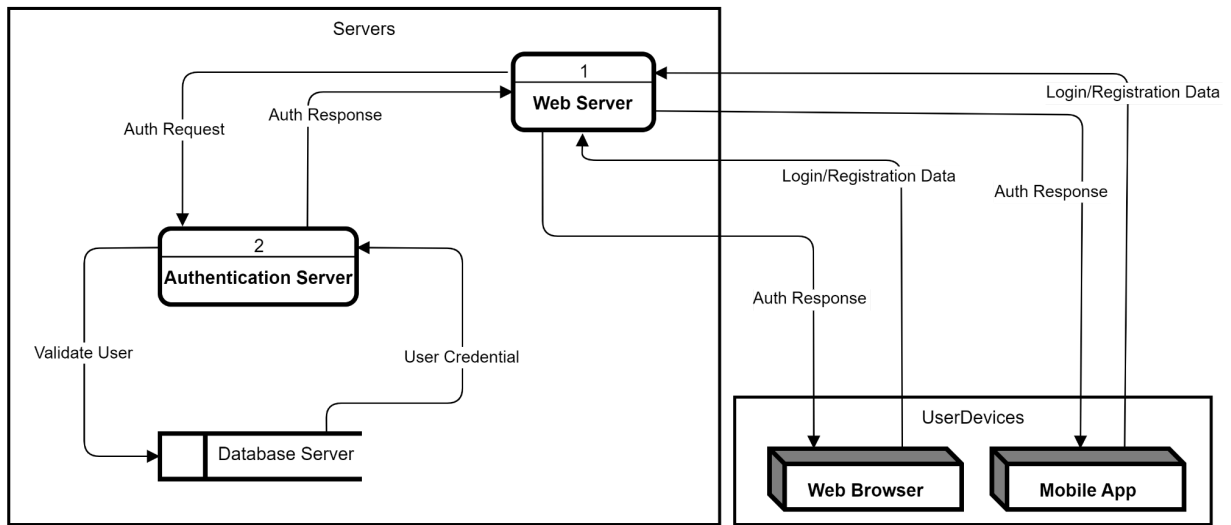 Servers
1
Web Server
Login/Registration Data
Auth Response
Auth Request
Login/Registration Data
Auth Response
2
Authentication Server
Auth Response
Validate User
User Credential
UserDevices
Database Server
Web Browser
Mobile App